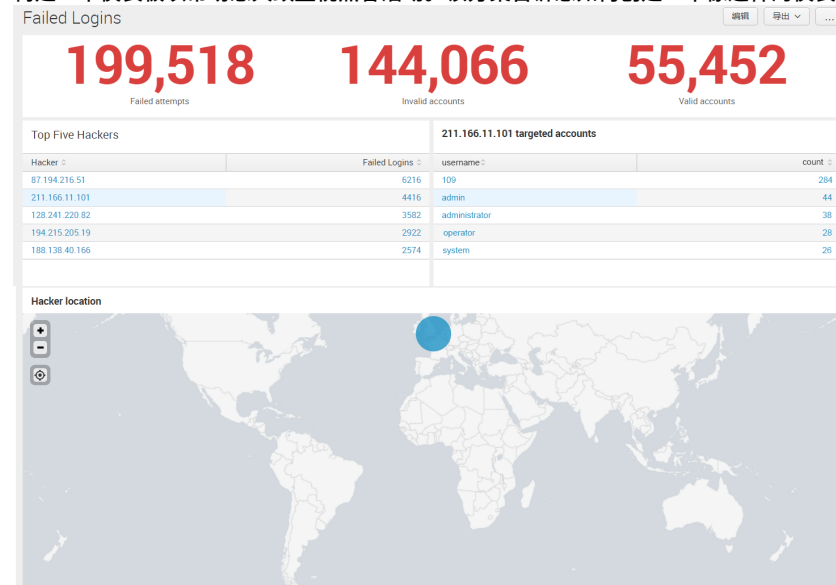 Failed Logins
编辑 导出 ...
199,518 144,066 55,452
Failed attempts Invalid accounts Valid accounts
Top Five Hackers
211.166.11.101 targeted accounts
Hacker Failed Logins
username count
87.194.216.51 6216
109 284
211.166.11.101 4416
admin 44
128.241.220.82 3582
administrator 38
194.215.205.19 2922
operator 28
188.138.40.166 2574
system 26
Hacker location
+
-